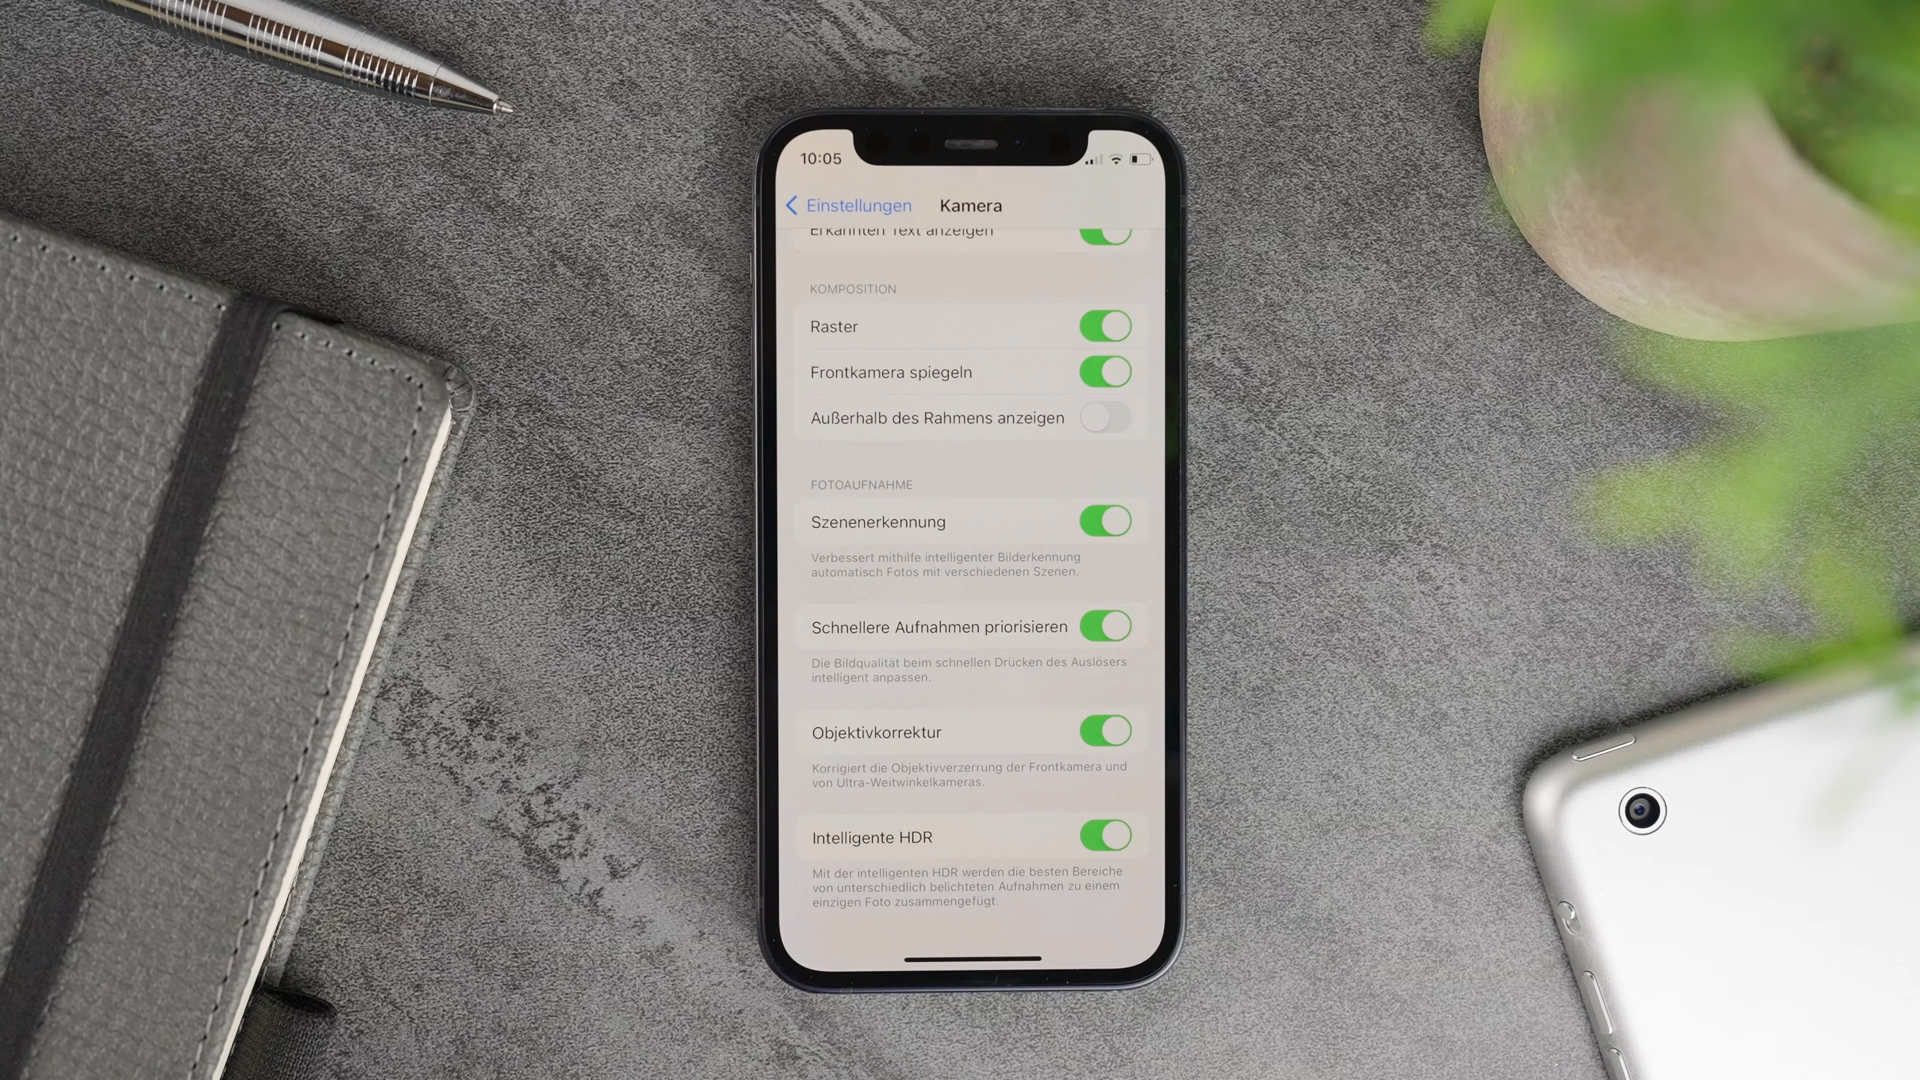 10:05
Einstellungen
Kamera
Erkannten Text anzeigen
KOMPOSITION
Raster
Frontkamera spiegeln
Außerhalb des Rahmens anzeigen
FOTOAUFNAHME
Szenenerkennung
Verbessert mithilfe intelligenter Bilderkennung
automatisch Fotos mit verschiedenen Szenen.
Schnellere Aufnahmen priorisieren
Die Bildqualität beim schnellen Drücken des Auslösers
intelligent anpassen.
Objektivkorrektur
Korrigiert die Objektivverzerrung der Frontkamera und
von Ultra-Weitwinkelkameras.
Intelligente HDR
Mit der intelligenten HDR werden die besten Bereiche
von unterschiedlich belichteten Aufnahmen zu einem
einzigen Foto zusammengefügt.